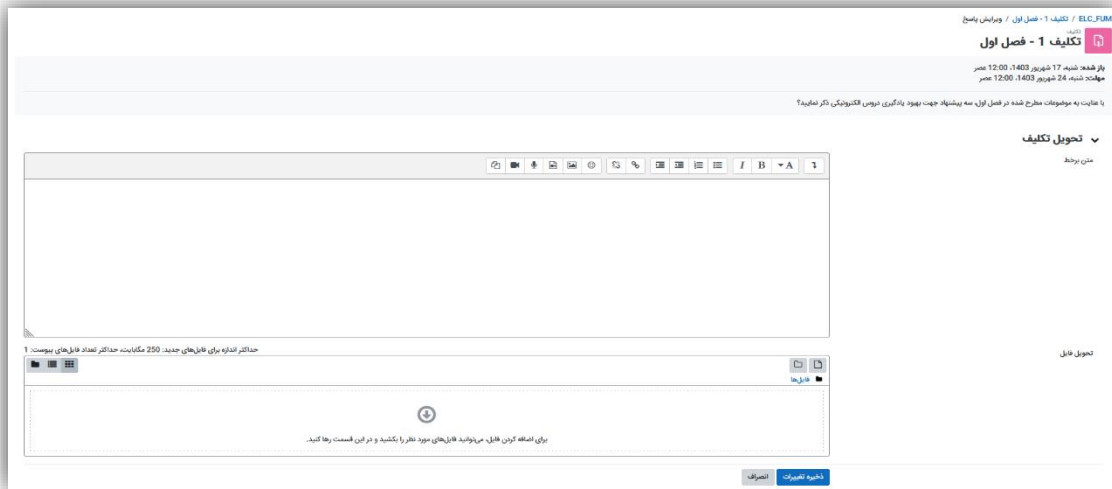 ELC_FUM / تکلیف 1 - فصل اول / ویرایش پاسخ
تکلیف
تکلیف 1 - فصل اول
باز شده: شنبه، 17 شهریور 1403، 12:00 عصر
مهلت: شنبه، 24 شهریور 1403، 12:00 عصر
با عنایت به موضوعات مطرح شده در فصل اول، سه پیشنهاد جهت بهبود یادگیری دروس الکترونیکی ذکر نمایید؟
تحویل تکلیف
متن برخط
A B I
تحویل فایل
حداکثر اندازه برای فایل‌های جدید: 250 مگابایت، حداکثر تعداد فایل‌های پیوست: 1
فایل‌ها
برای اضافه کردن فایل، می‌توانید فایل‌های مورد نظر را بکشید و در این قسمت رها کنید.
ذخیره تغییرات
انصراف